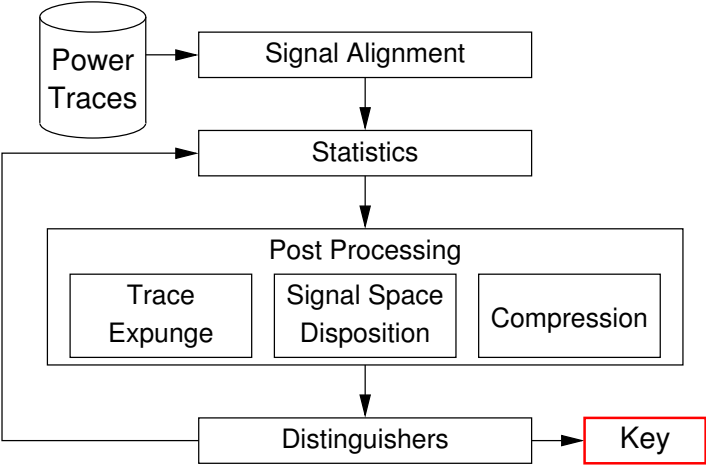 Power
Traces
Signal Alignment
Statistics
Post Processing
Trace
Expunge
Signal Space
Disposition
Compression
Distinguishers
Key